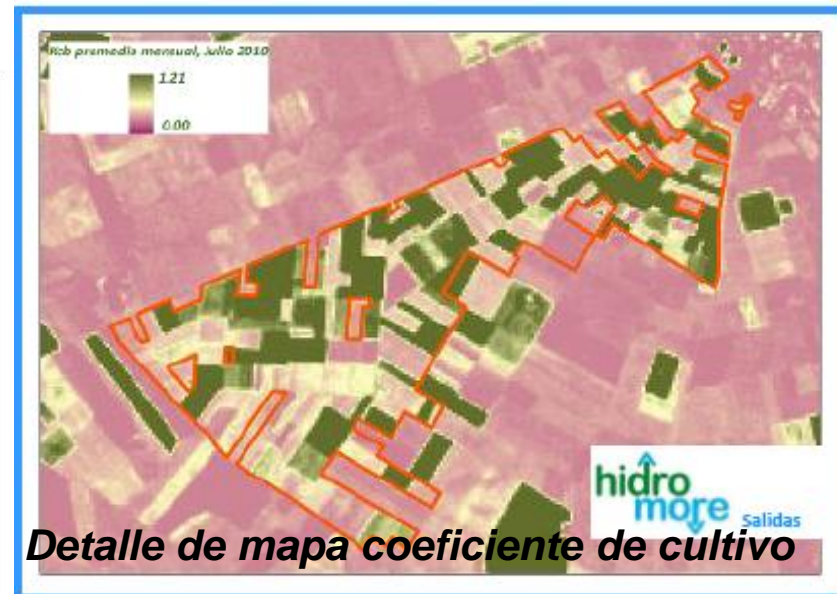 Kcb promedio mensual, Julio 2010
1.21
0.00
hidro
more
Salidas
Detalle de mapa coeficiente de cultivo